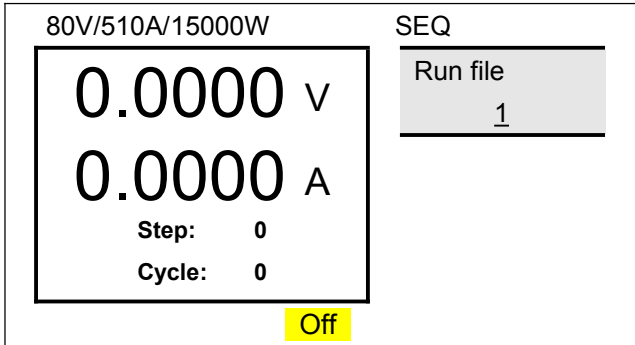 80V/510A/15000W SEQ
0.0000 V
Run file
1
0.0000 A
Step: 0
Cycle: 0
Off